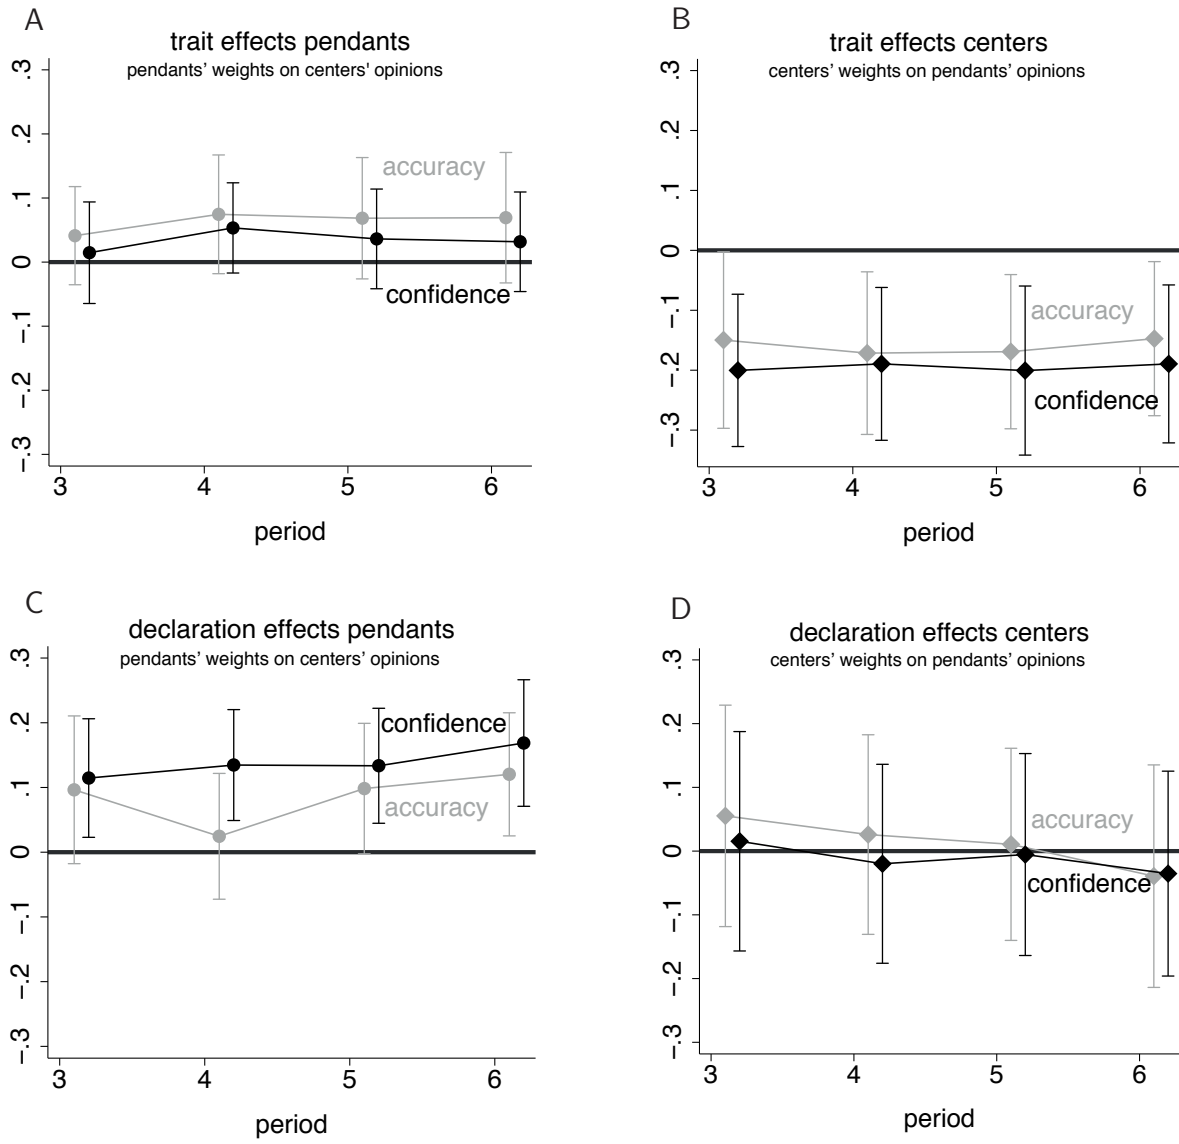 A
trait effects pendants
pendants' weights on centers' opinions
.3
.2
.1
0
−.1
−.2
−.3
accuracy
confidence
3 4 5 6
period
B
trait effects centers
centers' weights on pendants' opinions
.3
.2
.1
0
−.1
−.2
−.3
accuracy
confidence
3 4 5 6
period
C
declaration effects pendants
pendants' weights on centers' opinions
.3
.2
.1
0
−.1
−.2
−.3
confidence
accuracy
3 4 5 6
period
D
declaration effects centers
centers' weights on pendants' opinions
.3
.2
.1
0
−.1
−.2
−.3
accuracy
confidence
3 4 5 6
period